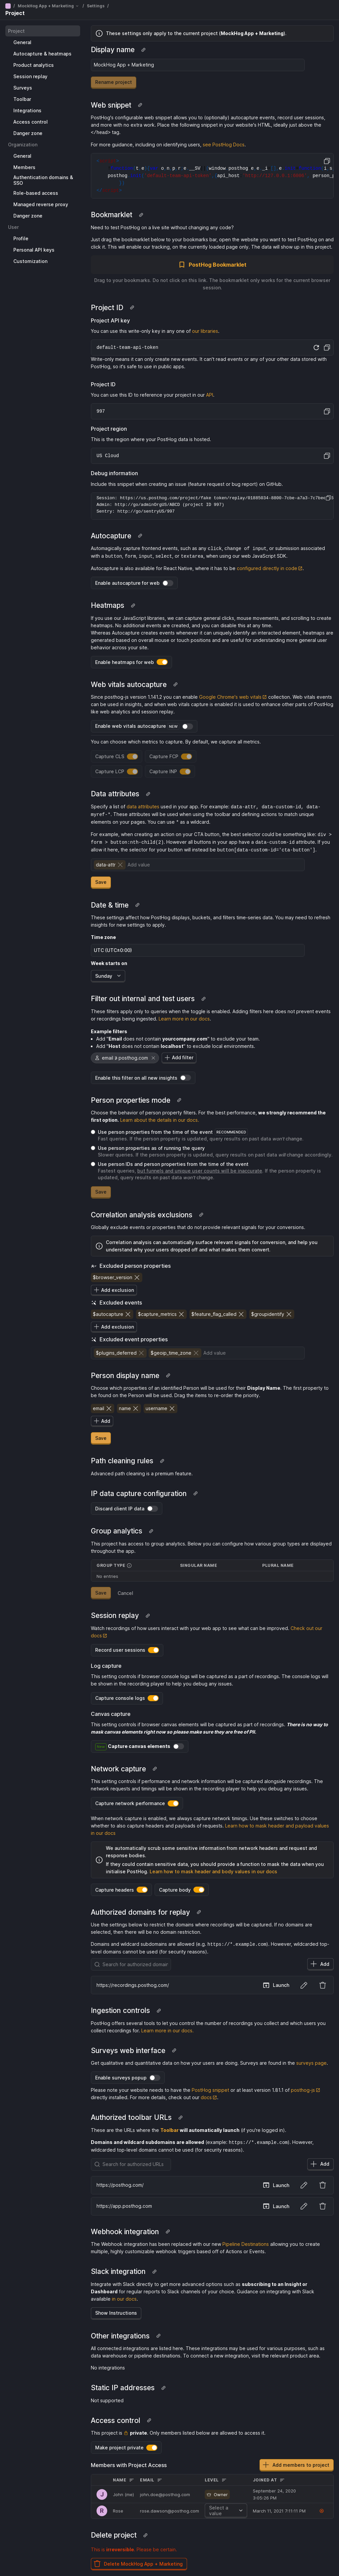 MockHog App + Marketing / Settings /
Project
Project
General
Autocapture & heatmaps
Product analytics
Session replay
Surveys
Toolbar
Integrations
Access control
Danger zone
Organization
General
Members
Authentication domains &
SSO
Role-based access
Managed reverse proxy
Danger zone
User
Profile
Personal API keys
Customization
These settings only apply to the current project (MockHog App + Marketing).
Display name
MockHog App + Marketing
Rename project
Web snippet
PostHog's configurable web snippet allows you to (optionally) autocapture events, record user sessions,
and more with no extra work. Place the following snippet in your website's HTML, ideally just above the
</head> tag.
For more guidance, including on identifying users, see PostHog Docs.
Bookmarklet
Need to test PostHog on a live site without changing any code?
Just drag the bookmarklet below to your bookmarks bar, open the website you want to test PostHog on and
click it. This will enable our tracking, on the currently loaded page only. The data will show up in this project.
PostHog Bookmarklet
Drag to your bookmarks. Do not click on this link. The bookmarklet only works for the current browser
session.
Project ID
Project API key
You can use this write-only key in any one of our libraries.
default-team-api-token
Write-only means it can only create new events. It can't read events or any of your other data stored with
PostHog, so it's safe to use in public apps.
Project ID
You can use this ID to reference your project in our API.
997
Project region
This is the region where your PostHog data is hosted.
US Cloud
Debug information
Include this snippet when creating an issue (feature request or bug report) on GitHub.
Admin: http://go/adminOrgUS/ABCD (project ID 997)
Sentry: http://go/sentryUS/997
Autocapture
Automagically capture frontend events, such as any click, change of input, or submission associated
with a button, form, input, select, or textarea, when using our web JavaScript SDK.
Autocapture is also available for React Native, where it has to be configured directly in code.
Enable autocapture for web
Heatmaps
If you use our JavaScript libraries, we can capture general clicks, mouse movements, and scrolling to create
heatmaps. No additional events are created, and you can disable this at any time.
Whereas Autocapture creates events whenever it can uniquely identify an interacted element, heatmaps are
generated based on overall mouse or touch positions and are useful for understanding more general user
behavior across your site.
Enable heatmaps for web
Web vitals autocapture
Since posthog-js version 1.141.2 you can enable Google Chrome's web vitals collection. Web vitals events
can be used in insights, and when web vitals capture is enabled it is used to enhance other parts of PostHog
like web analytics and session replay.
Enable web vitals autocapture NEW
You can choose which metrics to capture. By default, we capture all metrics.
Capture CLS Capture FCP
Capture LCP Capture INP
Data attributes
Specify a list of data attributes used in your app. For example: data-attr, data-custom-id, data-
myref-*. These attributes will be used when using the toolbar and defining actions to match unique
elements on your pages. You can use * as a wildcard.
For example, when creating an action on your CTA button, the best selector could be something like: div >
form > button:nth-child(2). However all buttons in your app have a data-custom-id attribute. If you
allow it here, the selector for your button will instead be button[data-custom-id='cta-button'].
data-attr Add value
Save
Date & time
These settings affect how PostHog displays, buckets, and filters time-series data. You may need to refresh
insights for new settings to apply.
Time zone
UTC (UTC±0:00)
Week starts on
Sunday
Filter out internal and test users
These filters apply only to queries when the toggle is enabled. Adding filters here does not prevent events
or recordings being ingested. Learn more in our docs.
Example filters
Add "Email does not contain yourcompany.com" to exclude your team.
Add "Host does not contain localhost" to exclude local environments.
email ∌ posthog.com Add filter
Enable this filter on all new insights
Person properties mode
Choose the behavior of person property filters. For the best performance, we strongly recommend the
first option. Learn about the details in our docs.
Use person properties from the time of the event RECOMMENDED
Fast queries. If the person property is updated, query results on past data won't change.
Use person properties as of running the query
Slower queries. If the person property is updated, query results on past data will change accordingly.
Use person IDs and person properties from the time of the event
Fastest queries, but funnels and unique user counts will be inaccurate. If the person property is
updated, query results on past data won't change.
Save
Correlation analysis exclusions
Globally exclude events or properties that do not provide relevant signals for your conversions.
Correlation analysis can automatically surface relevant signals for conversion, and help you
understand why your users dropped off and what makes them convert.
Excluded person properties
$browser_version
Add exclusion
Excluded events
$autocapture $capture_metrics $feature_flag_called $groupidentify
Add exclusion
Excluded event properties
$plugins_deferred $geoip_time_zone Add value
Person display name
Choose which properties of an identified Person will be used for their Display Name. The first property to
be found on the Person will be used. Drag the items to re-order the priority.
email name username
Add
Save
Path cleaning rules
Advanced path cleaning is a premium feature.
IP data capture configuration
Discard client IP data
Group analytics
This project has access to group analytics. Below you can configure how various group types are displayed
throughout the app.
GROUP TYPE SINGULAR NAME PLURAL NAME
No entries
Save Cancel
Session replay
Watch recordings of how users interact with your web app to see what can be improved. Check out our
docs
Record user sessions
Log capture
This setting controls if browser console logs will be captured as a part of recordings. The console logs will
be shown in the recording player to help you debug any issues.
Capture console logs
Canvas capture
This setting controls if browser canvas elements will be captured as part of recordings. There is no way to
mask canvas elements right now so please make sure they are free of PII.
Capture canvas elements
Network capture
This setting controls if performance and network information will be captured alongside recordings. The
network requests and timings will be shown in the recording player to help you debug any issues.
Capture network performance
When network capture is enabled, we always capture network timings. Use these switches to choose
whether to also capture headers and payloads of requests. Learn how to mask header and payload values
in our docs
We automatically scrub some sensitive information from network headers and request and
response bodies.
If they could contain sensitive data, you should provide a function to mask the data when you
initialise PostHog. Learn how to mask header and body values in our docs
Capture headers Capture body
Authorized domains for replay
Use the settings below to restrict the domains where recordings will be captured. If no domains are
selected, then there will be no domain restriction.
Domains and wildcard subdomains are allowed (e.g. https://*.example.com). However, wildcarded top-
level domains cannot be used (for security reasons).
Search for authorized domain Add
https://recordings.posthog.com/ Launch
Ingestion controls
PostHog offers several tools to let you control the number of recordings you collect and which users you
collect recordings for. Learn more in our docs.
Surveys web interface
Get qualitative and quantitative data on how your users are doing. Surveys are found in the surveys page.
Enable surveys popup
Please note your website needs to have the PostHog snippet or at least version 1.81.1 of posthog-js
directly installed. For more details, check out our docs.
Authorized toolbar URLs
These are the URLs where the Toolbar will automatically launch (if you're logged in).
Domains and wildcard subdomains are allowed (example: https://*.example.com). However,
wildcarded top-level domains cannot be used (for security reasons).
Search for authorized URLs Add
https://posthog.com/ Launch
https://app.posthog.com Launch
Webhook integration
The Webhook integration has been replaced with our new Pipeline Destinations allowing you to create
multiple, highly customizable webhook triggers based off of Actions or Events.
Slack integration
Integrate with Slack directly to get more advanced options such as subscribing to an Insight or
Dashboard for regular reports to Slack channels of your choice. Guidance on integrating with Slack
available in our docs.
Show Instructions
Other integrations
All connected integrations are listed here. These integrations may be used for various purposes, such as
data warehouse or pipeline destinations. To connect a new integration, visit the relevant product area.
No integrations
Static IP addresses
Not supported
Access control
This project is private. Only members listed below are allowed to access it.
Make project private
Members with Project Access Add members to project
NAME EMAIL LEVEL JOINED AT
J John (me) john.doe@posthog.com Owner September 24, 2020
3:05:26 PM
R Rose rose.dawson@posthog.com Select a
value March 11, 2021 7:11:11 PM
Delete project
This is irreversible. Please be certain.
Delete MockHog App + Marketing